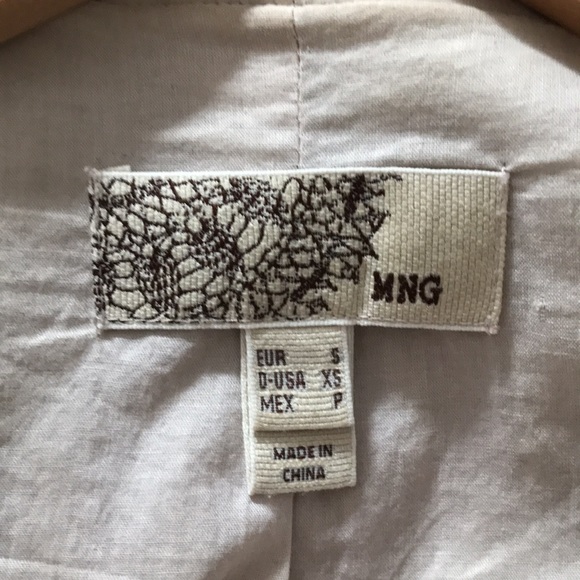 MNG
EUR S
D-USA XS
MEX P
MADE IN
CHINA